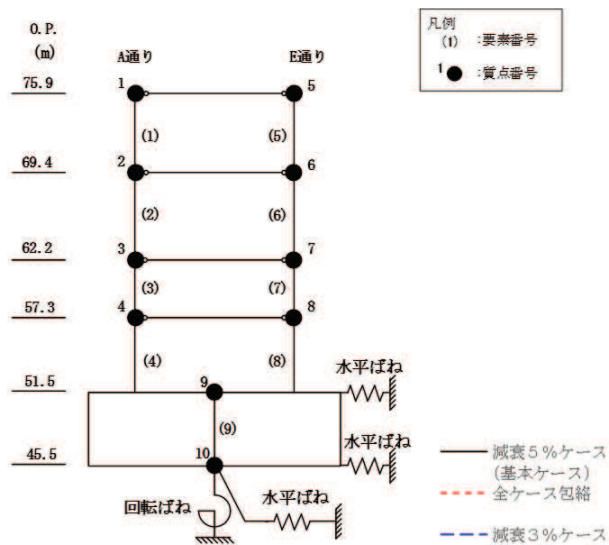 O.P.
(m)
A通り
E通り
凡例
(1) :要素番号
1 :質点番号
75.9
1
5
(1)
(5)
69.4
2
6
(2)
(6)
62.2
3
7
(3)
(7)
57.3
4
8
(4)
(8)
水平ばね
51.5
9
(9)
水平ばね
45.5
10
回転ばね
水平ばね
減衰5%ケース
(基本ケース)
全ケース包絡
減衰3%ケース